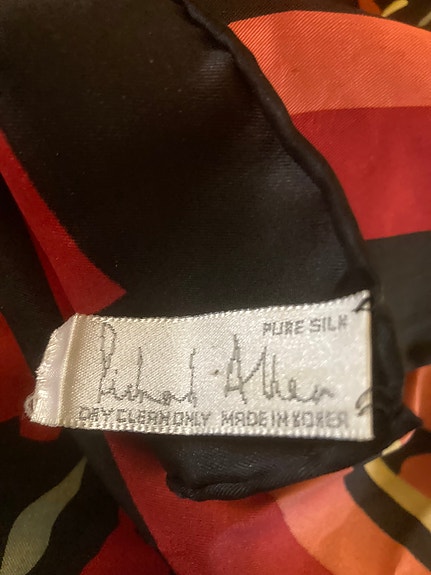 PURE SILK
Richard Allan
DRY CLEAN ONLY MADE IN KOREA